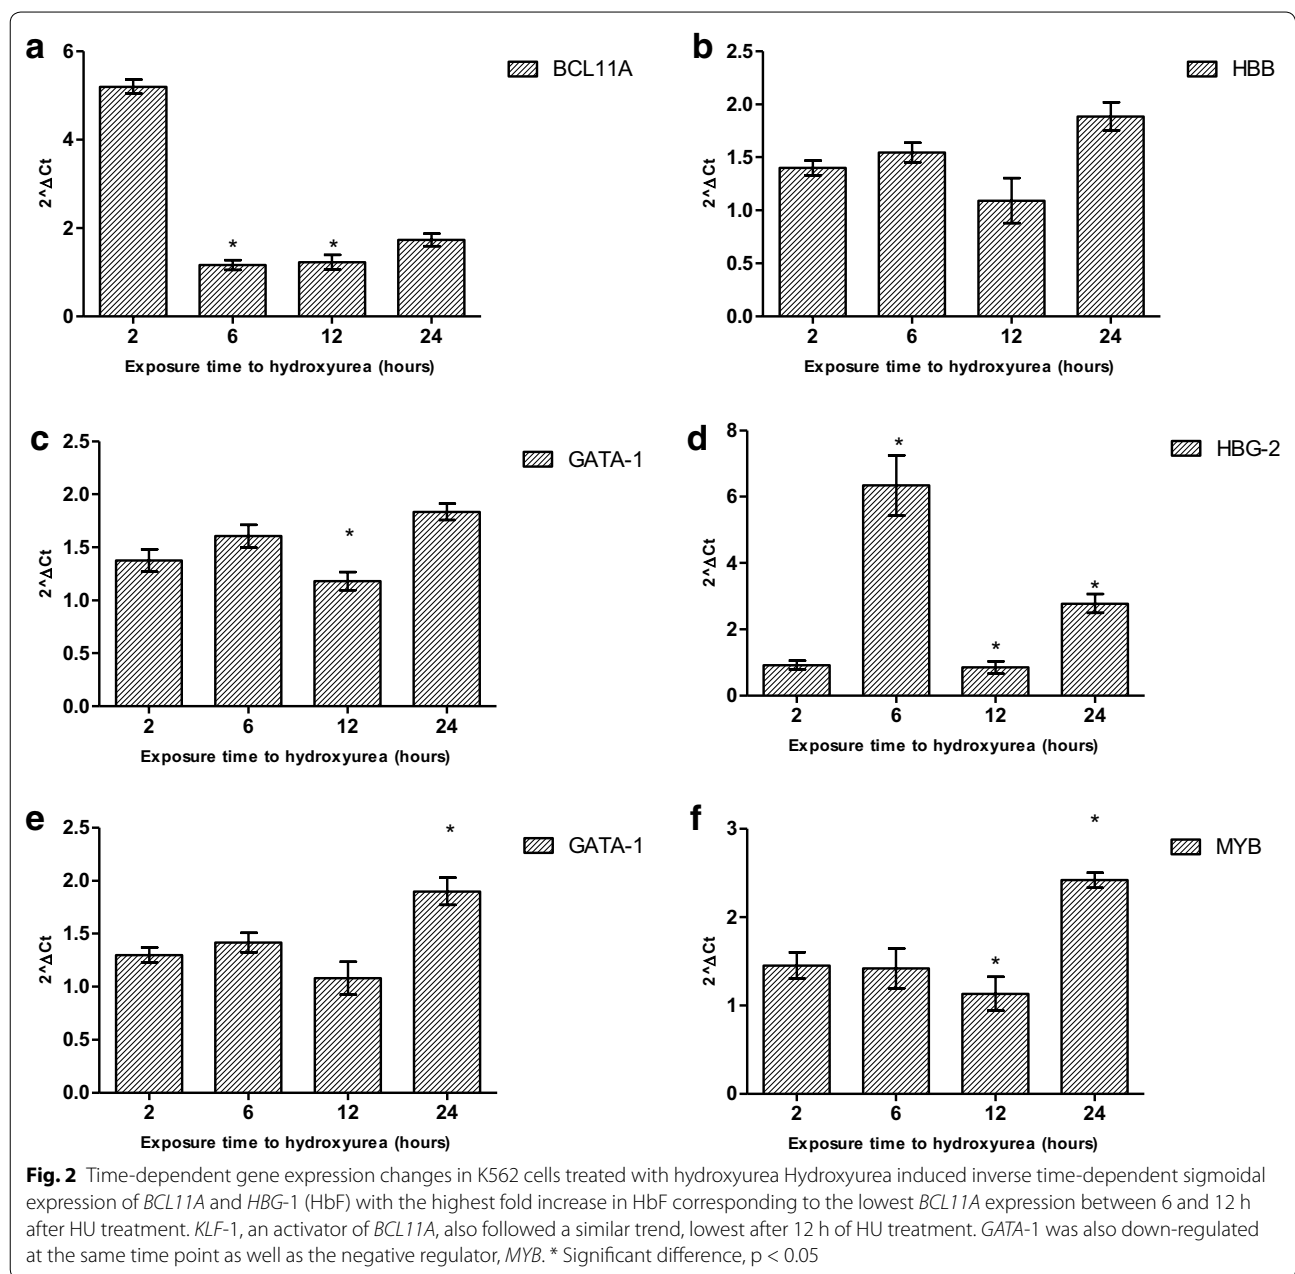 a
6
4
2
0
2^ΔCt
*
*
2 6 12 24
Exposure time to hydroxyurea (hours)
BCL11A
b
2.5
2.0
1.5
1.0
0.5
0.0
2^ΔCt
2 6 12 24
Exposure time to hydroxyurea (hours)
HBB
c
2.5
2.0
1.5
1.0
0.5
0.0
2^ΔCt
*
2 6 12 24
Exposure time to hydroxyurea (hours)
GATA-1
d
8
6
4
2
0
2^ΔCt
*
*
*
2 6 12 24
Exposure time to hydroxyurea (hours)
HBG-2
e
2.5
2.0
1.5
1.0
0.5
0.0
2^ΔCt
*
2 6 12 24
Exposure time to hydroxyurea (hours)
GATA-1
f
3
2
1
0
2^ΔCt
*
*
2 6 12 24
Exposure time to hydroxyurea (hours)
MYB
Fig. 2 Time-dependent gene expression changes in K562 cells treated with hydroxyurea Hydroxyurea induced inverse time-dependent sigmoidal
expression of BCL11A and HBG-1 (HbF) with the highest fold increase in HbF corresponding to the lowest BCL11A expression between 6 and 12 h
after HU treatment. KLF-1, an activator of BCL11A, also followed a similar trend, lowest after 12 h of HU treatment. GATA-1 was also down-regulated
at the same time point as well as the negative regulator, MYB. * Significant difference, p < 0.05